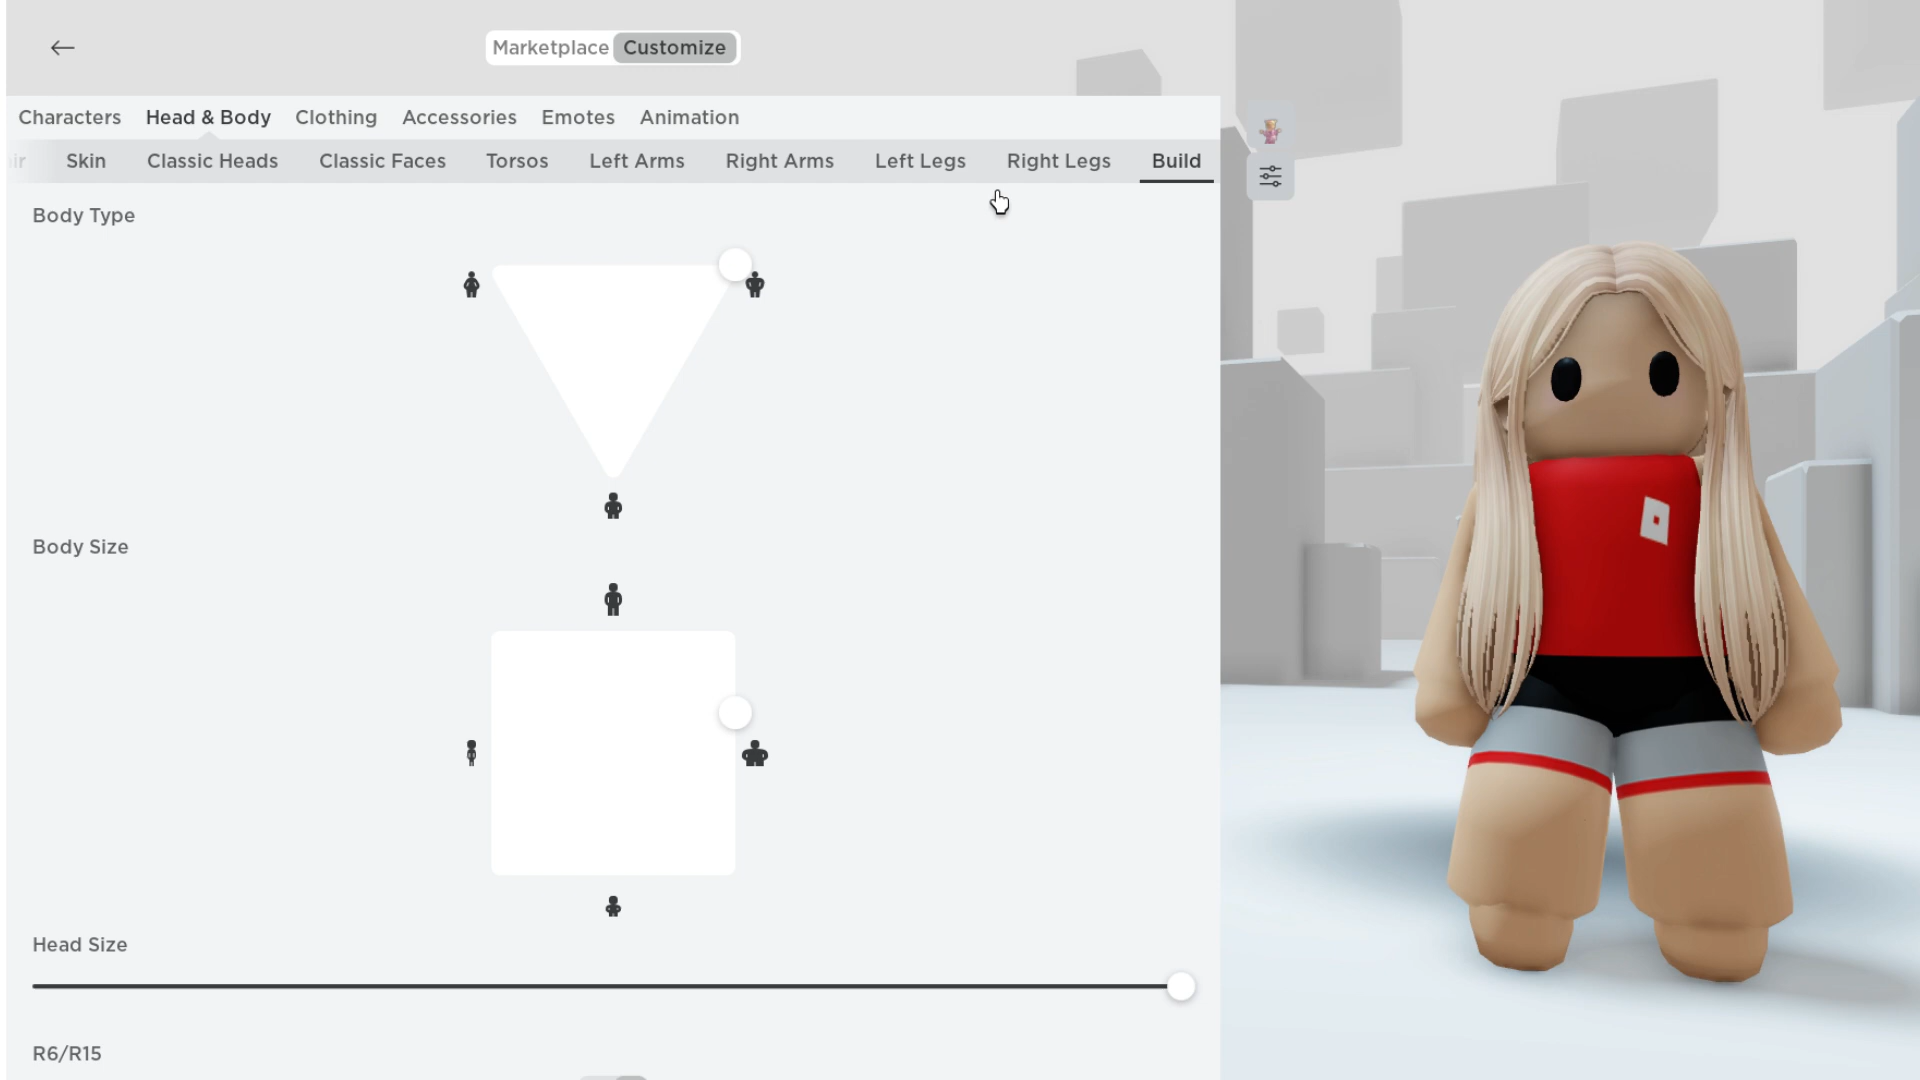 Marketplace Customize
Characters Head & Body Clothing Accessories Emotes Animation
Skin Classic Heads Classic Faces Torsos Left Arms Right Arms Left Legs Right Legs Build
Body Type
Body Size
Head Size
R6/R15